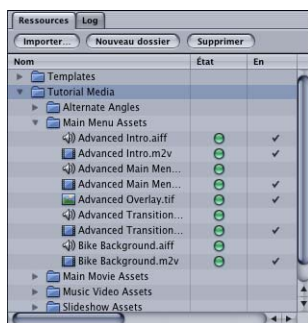 Ressources Log
Importer... Nouveau dossier Supprimer
Nom État En
Templates
Tutorial Media
Alternate Angles
Main Menu Assets
Advanced Intro.aiff
Advanced Intro.m2v
Advanced Main Men...
Advanced Main Men...
Advanced Overlay.tif
Advanced Transition...
Advanced Transition...
Bike Background.aiff
Bike Background.m2v
Main Movie Assets
Music Video Assets
Slideshow Assets